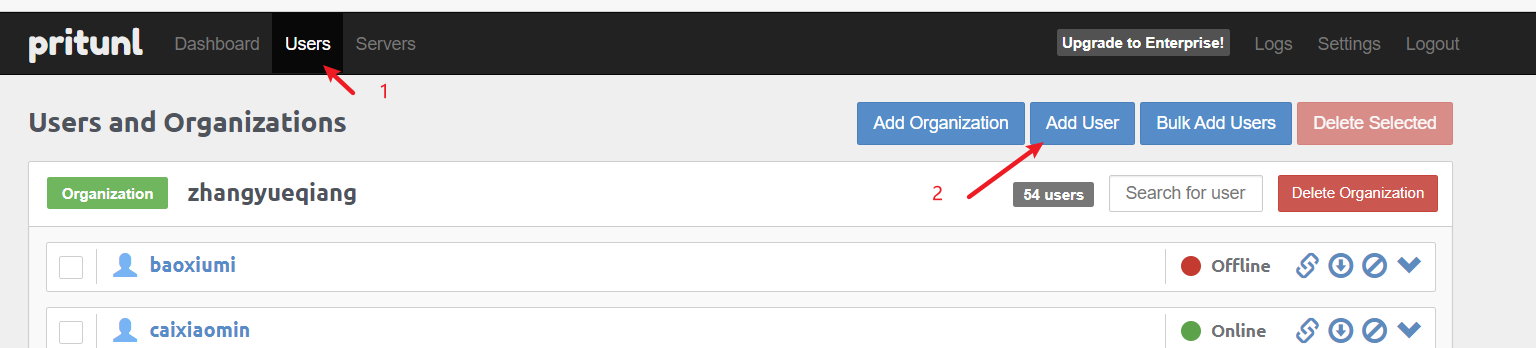 pritunl Dashboard Users Servers Upgrade to Enterprise! Logs Settings Logout
1
Users and Organizations Add Organization Add User Bulk Add Users Delete Selected
2
Organization zhangyueqiang 54 users Search for user Delete Organization
baoxiumi Offline
caixiaomin Online